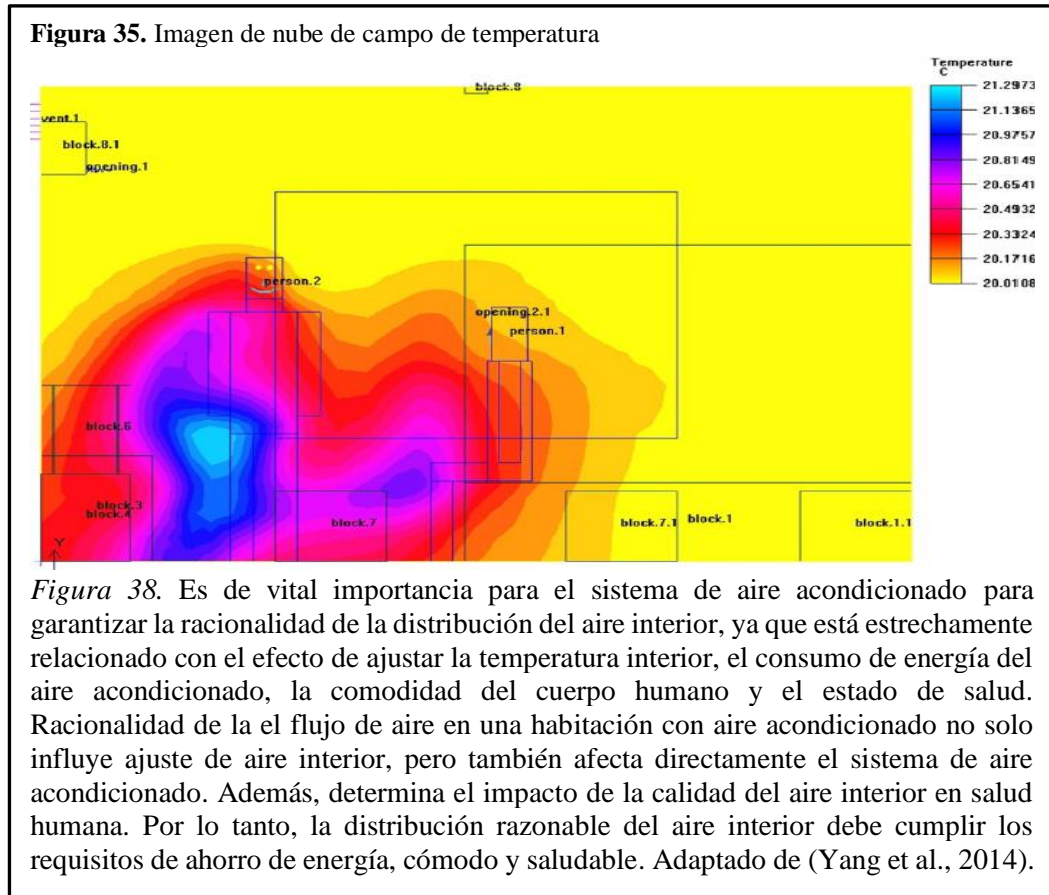 Figura 35. Imagen de nube de campo de temperatura
Temperature
C
21.2973
21.1365
20.9757
20.8149
20.6541
20.4932
20.3324
20.1716
20.0108
block.8
vent.1
block.8.1
opening.1
person.2
opening.2.1
person.1
block.6
block.3
block.4
Y
block.7
block.7.1
block.1
block.1.1
Figura 38. Es de vital importancia para el sistema de aire acondicionado para
garantizar la racionalidad de la distribución del aire interior, ya que está estrechamente
relacionado con el efecto de ajustar la temperatura interior, el consumo de energía del
aire acondicionado, la comodidad del cuerpo humano y el estado de salud.
Racionalidad de la el flujo de aire en una habitación con aire acondicionado no solo
influye ajuste de aire interior, pero también afecta directamente el sistema de aire
acondicionado. Además, determina el impacto de la calidad del aire interior en salud
humana. Por lo tanto, la distribución razonable del aire interior debe cumplir los
requisitos de ahorro de energía, cómodo y saludable. Adaptado de (Yang et al., 2014).